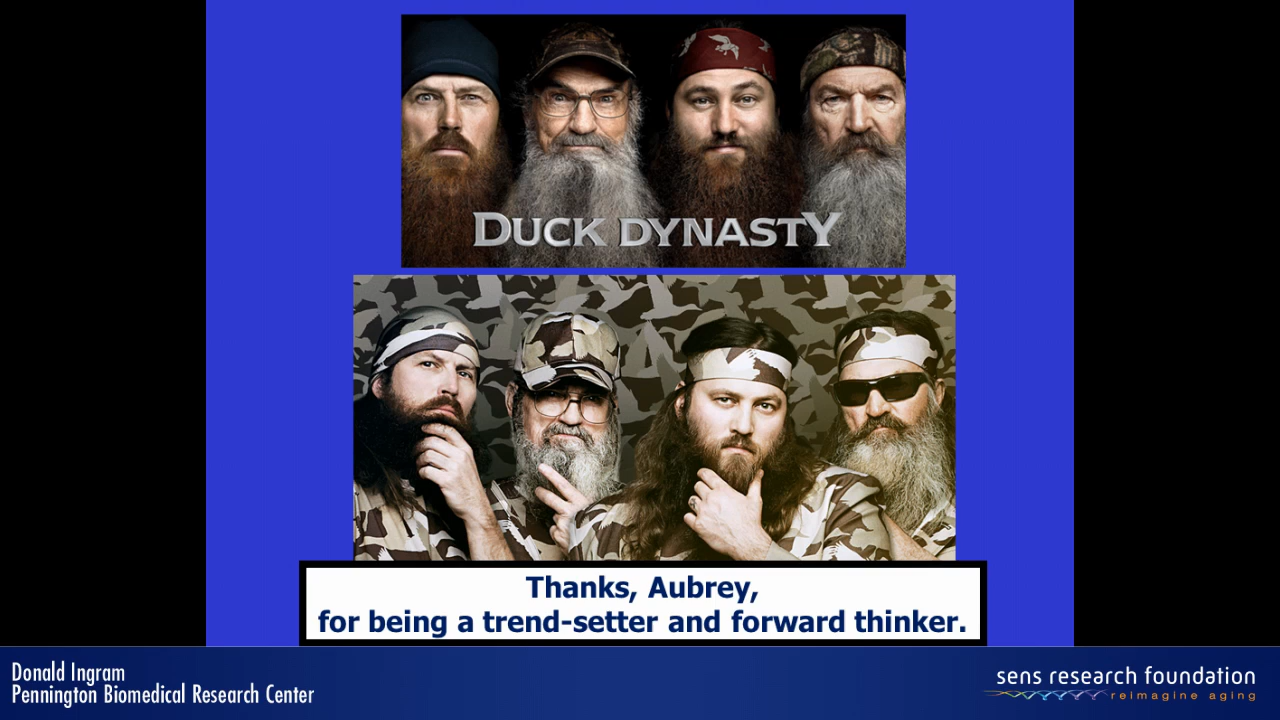 DUCK DYNASTY
Thanks, Aubrey,
for being a trend-setter and forward thinker.
Donald Ingram
Pennington Biomedical Research Center
sens research foundation
reimagine aging